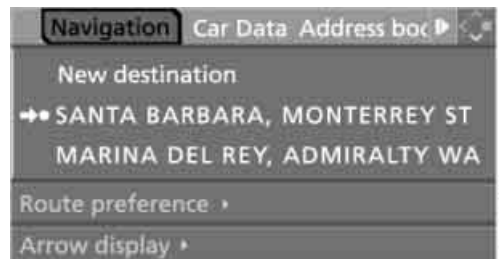 Navigation Car Data Address boo
New destination
SANTA BARBARA, MONTERREY ST
MARINA DEL REY, ADMIRALTY WA
Route preference
Arrow display